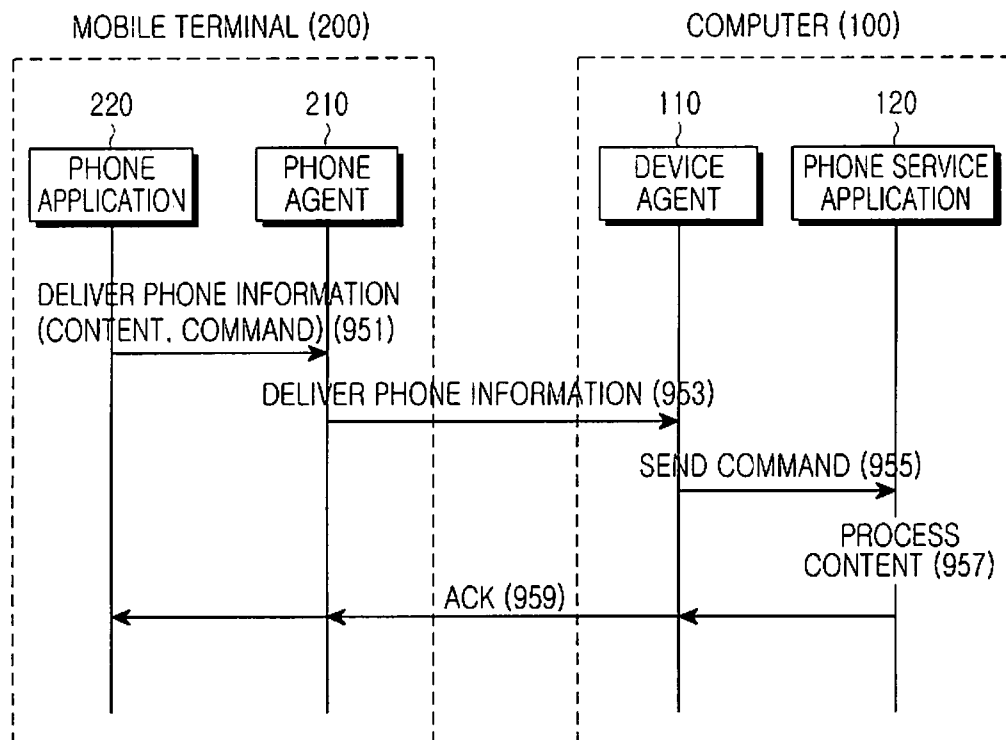 MOBILE TERMINAL (200)
COMPUTER (100)
220
210
110
120
PHONE
APPLICATION
PHONE
AGENT
DEVICE
AGENT
PHONE SERVICE
APPLICATION
DELIVER PHONE INFORMATION
(CONTENT, COMMAND) (951)
DELIVER PHONE INFORMATION (953)
SEND COMMAND (955)
PROCESS
CONTENT (957)
ACK (959)